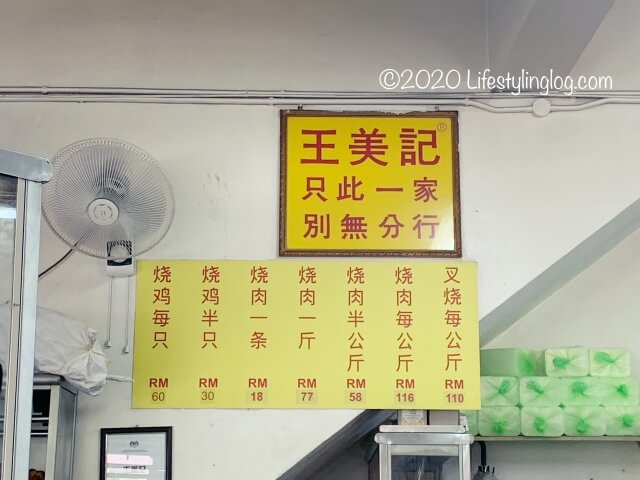 ©2020 Lifestylinglog.com
王美記®
只此一家
別無分行
烧鸡每只 RM 60
烧鸡半只 RM 30
烧肉一条 RM 18
烧肉一斤 RM 77
烧肉半公斤 RM 58
烧肉每公斤 RM 116
叉烧每公斤 RM 110